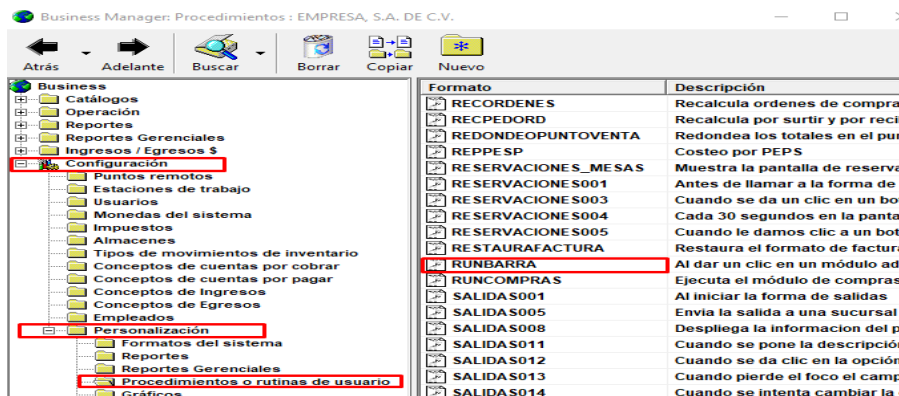 Business Manager: Procedimientos : EMPRESA, S.A. DE C.V.
Atrás Adelante Buscar Borrar Copiar Nuevo
Business
Catálogos
Operación
Reportes
Reportes Gerenciales
Ingresos / Egresos $
Configuración
Puntos remotos
Estaciones de trabajo
Usuarios
Monedas del sistema
Impuestos
Almacenes
Tipos de movimientos de inventario
Conceptos de cuentas por cobrar
Conceptos de cuentas por pagar
Conceptos de Ingresos
Conceptos de Egresos
Empleados
Personalización
Formatos del sistema
Reportes
Reportes Gerenciales
Procedimientos o rutinas de usuario
Gráficos
Formato Descripción
RECORDENES Recalcula ordenes de compra
RECPEDORD Recalcula por surtir y por reci
REDONDEOPUNTOVENTA Redondea los totales en el pu
REPPESP Costeo por PEPS
RESERVACIONES_MESAS Muestra la pantalla de reserva
RESERVACIONES001 Antes de llamar a la forma de
RESERVACIONES003 Cuando se da un clic en un bo
RESERVACIONES004 Cada 30 segundos en la panta
RESERVACIONES005 Cuando le damos clic a un bot
RESTAURAFACTURA Restaura el formato de factura
RUNBARRA Al dar un clic en un módulo ad
RUNCOMPRAS Ejecuta el módulo de compras
SALIDAS001 Al iniciar la forma de salidas
SALIDAS005 Envia la salida a una sucursal
SALIDAS008 Despliega la informacion del p
SALIDAS011 Cuando se pone la descripció
SALIDAS012 Cuando se da clic en la opción
SALIDAS013 Cuando pierde el foco el camp
SALIDAS014 Cuando se intenta cambiar la